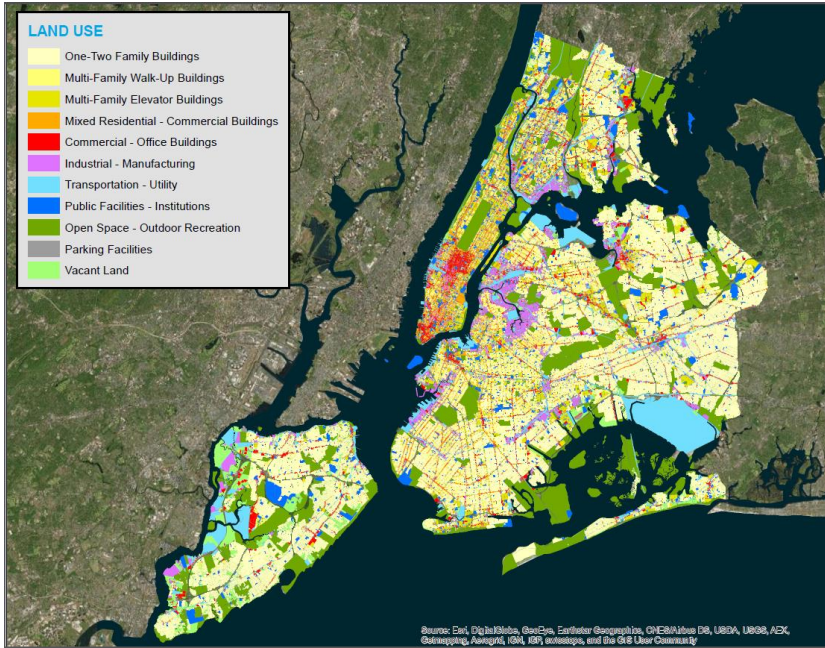 LAND USE
One-Two Family Buildings
Multi-Family Walk-Up Buildings
Multi-Family Elevator Buildings
Mixed Residential - Commercial Buildings
Commercial - Office Buildings
Industrial - Manufacturing
Transportation - Utility
Public Facilities - Institutions
Open Space - Outdoor Recreation
Parking Facilities
Vacant Land
Source: Esri, DigitalGlobe, GeoEye, Earthstar Geographics, CNES/Airbus DS, USDA, USGS, AEX,
Getmapping, Aerogrid, IGN, IGP, swisstopo, and the GIS User Community